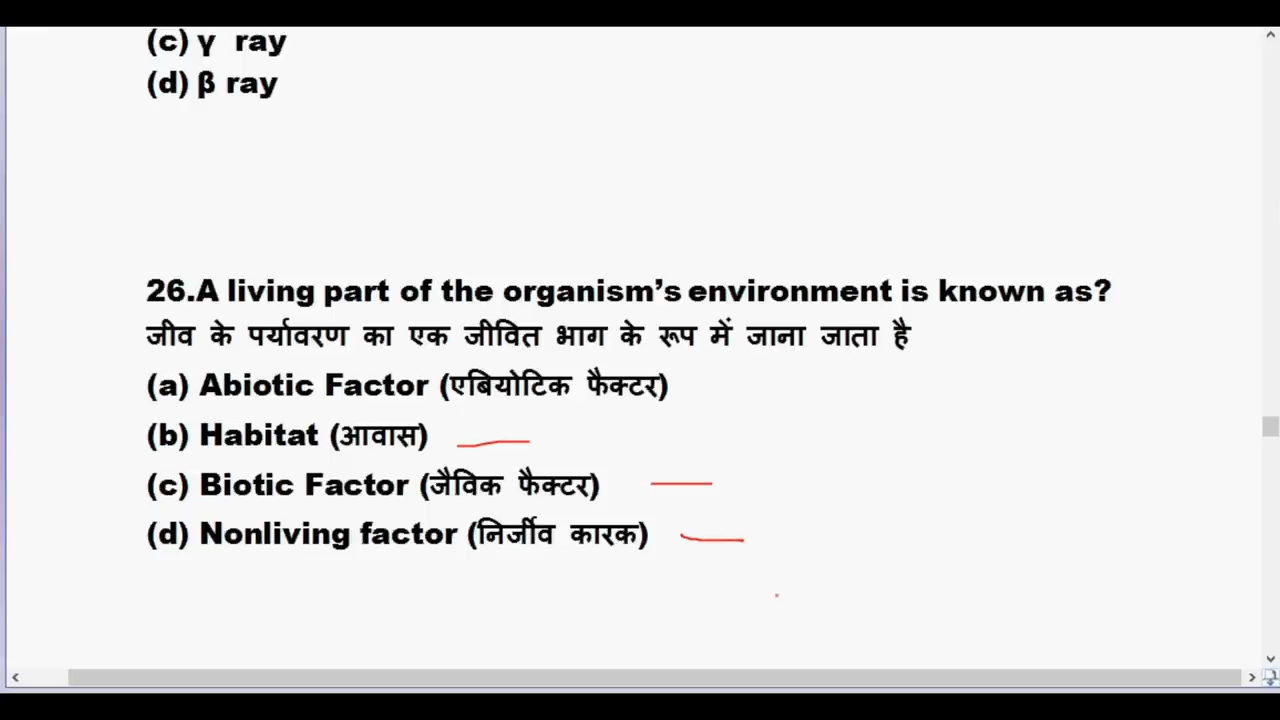 (c) γ ray
(d) β ray
26.A living part of the organism’s environment is known as?
जीव के पर्यावरण का एक जीवित भाग के रूप में जाना जाता है
(a) Abiotic Factor (एबियोटिक फैक्टर)
(b) Habitat (आवास)
(c) Biotic Factor (जैविक फैक्टर)
(d) Nonliving factor (निर्जीव कारक)